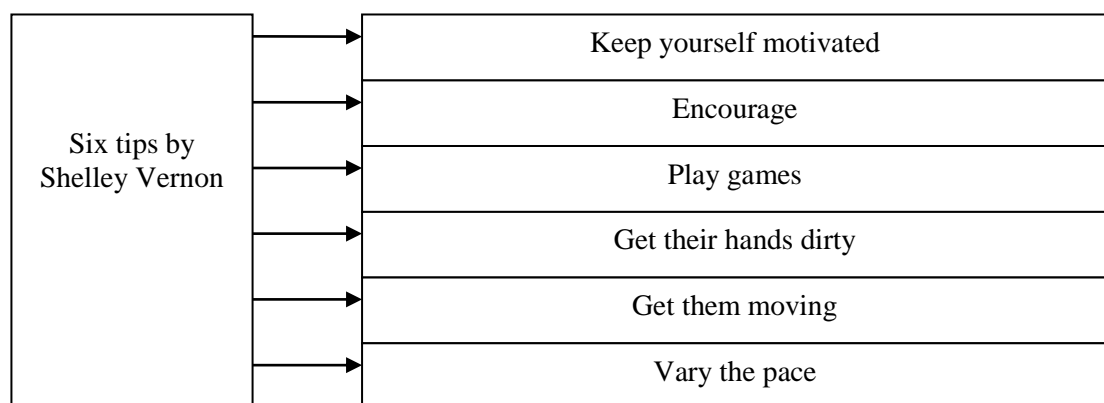 Six tips by
Shelley Vernon
Keep yourself motivated
Encourage
Play games
Get their hands dirty
Get them moving
Vary the pace